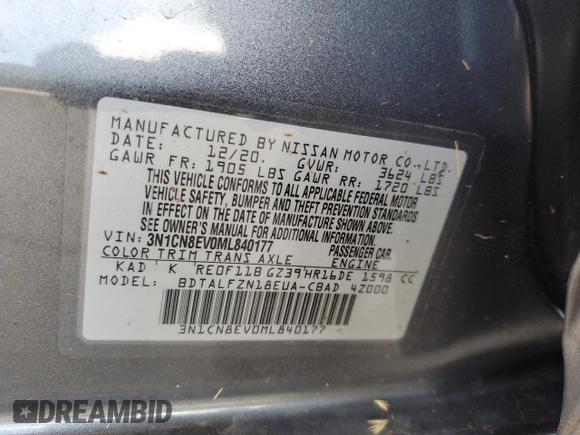 MANUFACTURED BY NISSAN MOTOR CO.,LTD.
DATE: 12/20. GVWR: 3624 LBS
GAWR FR: 1905 LBS GAWR RR: 1720 LBS
THIS VEHICLE CONFORMS TO ALL APPLICABLE FEDERAL MOTOR
VEHICLE SAFETY, BUMPER AND THEFT PREVENTION STANDARDS
IN EFFECT ON THE DATE OF MANUFACTURE SHOWN ABOVE.
SEE OWNER'S MANUAL FOR ADDITIONAL INFORMATION.
VIN: 3N1CN8EV0ML840177 PASSENGER CAR.
COLOR TRIM TRANS AXLE ENGINE
KAD K RE0F11B GZ39 HR16DE 1598 CC
MODEL: BDTALFZN18EUA-CBAD 4Z000
3N1CN8EV0ML840177
DREAMBID